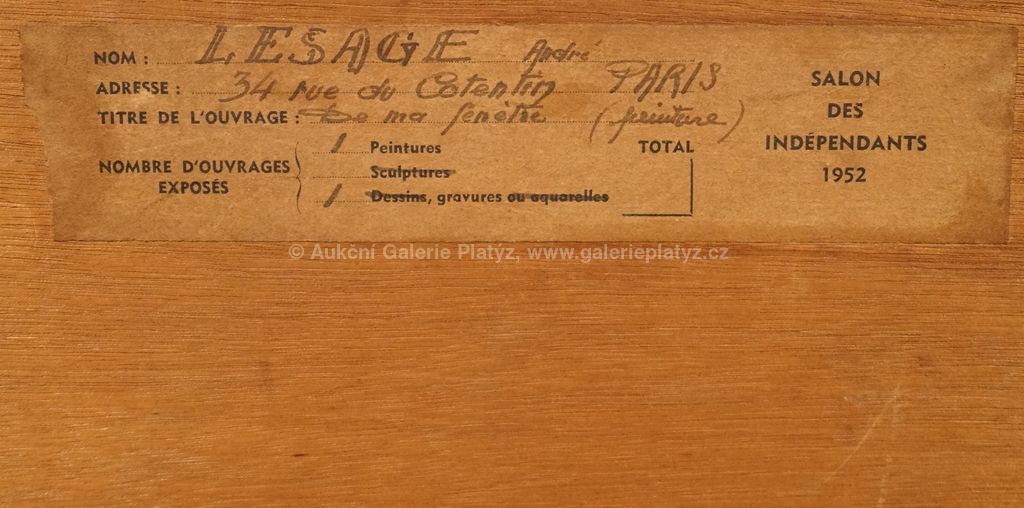 NOM : LESAGE André
ADRESSE : 34 rue du Cotentin PARIS
TITRE DE L'OUVRAGE : De ma fenêtre (peinture)
NOMBRE D'OUVRAGES EXPOSÉS
1 Peintures
Sculptures
1 Dessins, gravures ou aquarelles
TOTAL
SALON
DES
INDÉPENDANTS
1952
© Aukční Galerie Platýz, www.galerieplatyz.cz